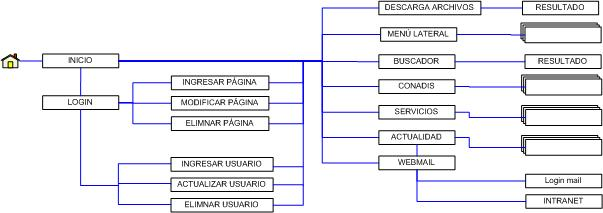 DESCARGA ARCHIVOS
RESULTADO
MENÚ LATERAL
INICIO
BUSCADOR
RESULTADO
INGRESAR PÁGINA
CONADIS
LOGIN
MODIFICAR PÁGINA
SERVICIOS
ELIMNAR PÁGINA
ACTUALIDAD
INGRESAR USUARIO
WEBMAIL
ACTUALIZAR USUARIO
Login mail
ELIMNAR USUARIO
INTRANET